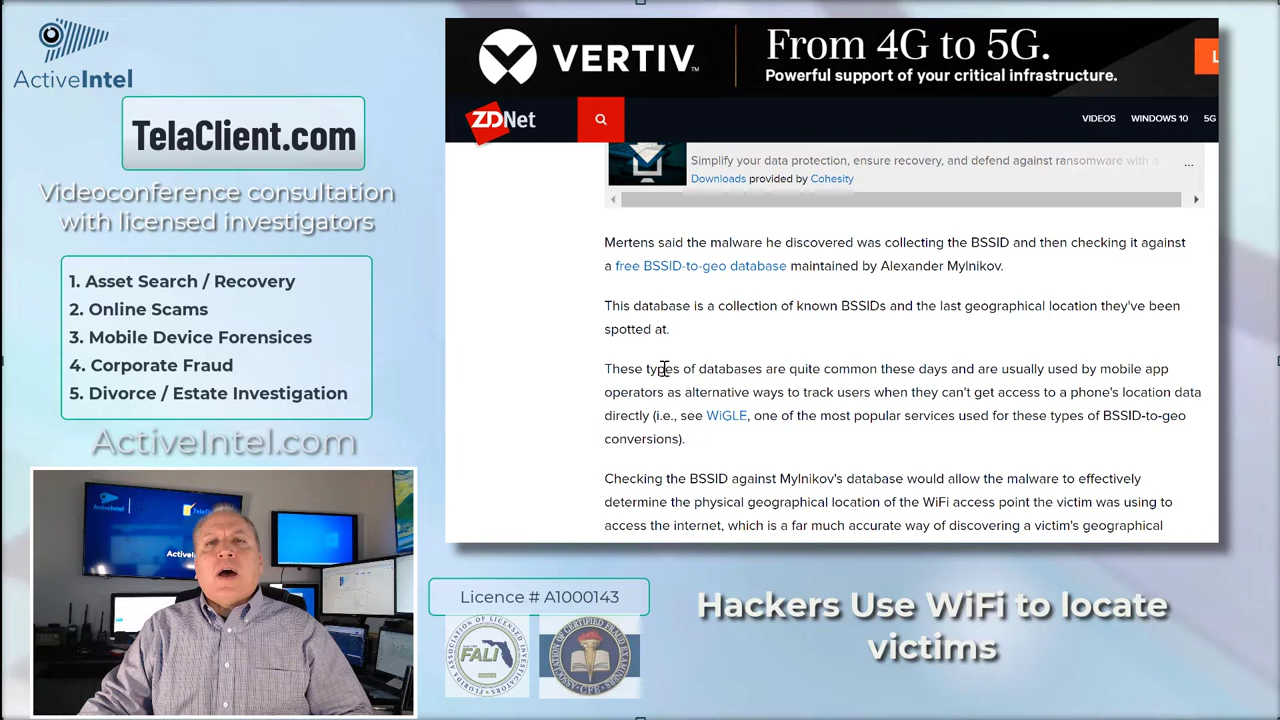 ActiveIntel
TelaClient.com
Videoconference consultation
with licensed investigators
1. Asset Search / Recovery
2. Online Scams
3. Mobile Device Forensices
4. Corporate Fraud
5. Divorce / Estate Investigation
ActiveIntel.com
VERTIV™
From 4G to 5G.
Powerful support of your critical infrastructure.
L
ZDNet
VIDEOS WINDOWS 10 5G
Simplify your data protection, ensure recovery, and defend against ransomware with a ...
Downloads provided by Cohesity
Mertens said the malware he discovered was collecting the BSSID and then checking it against
a free BSSID-to-geo database maintained by Alexander Mylnikov.
This database is a collection of known BSSIDs and the last geographical location they've been
spotted at.
These types of databases are quite common these days and are usually used by mobile app
operators as alternative ways to track users when they can't get access to a phone's location data
directly (i.e., see WiGLE, one of the most popular services used for these types of BSSID-to-geo
conversions).
Checking the BSSID against Mylnikov's database would allow the malware to effectively
determine the physical geographical location of the WiFi access point the victim was using to
access the internet, which is a far much accurate way of discovering a victim's geographical
Licence # A1000143
FALI
CFE
Hackers Use WiFi to locate
victims